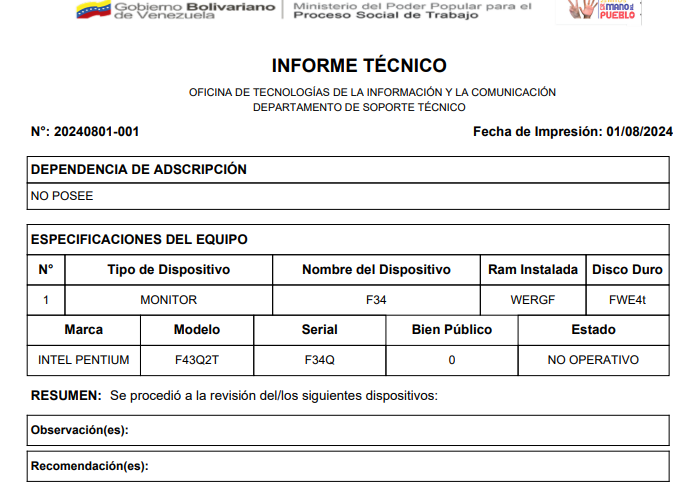 Gobierno Bolivariano
de Venezuela
Ministerio del Poder Popular para el
Proceso Social de Trabajo
MANO
PUEBLO
INFORME TÉCNICO
OFICINA DE TECNOLOGÍAS DE LA INFORMACIÓN Y LA COMUNICACIÓN
DEPARTAMENTO DE SOPORTE TÉCNICO
N°: 20240801-001
Fecha de Impresión: 01/08/2024
DEPENDENCIA DE ADSCRIPCIÓN
NO POSEE
ESPECIFICACIONES DEL EQUIPO
N° Tipo de Dispositivo Nombre del Dispositivo Ram Instalada Disco Duro
1 MONITOR F34 WERGF FWE4t
Marca Modelo Serial Bien Público Estado
INTEL PENTIUM F43Q2T F34Q 0 NO OPERATIVO
RESUMEN: Se procedió a la revisión del/los siguientes dispositivos:
Observación(es):
Recomendación(es):